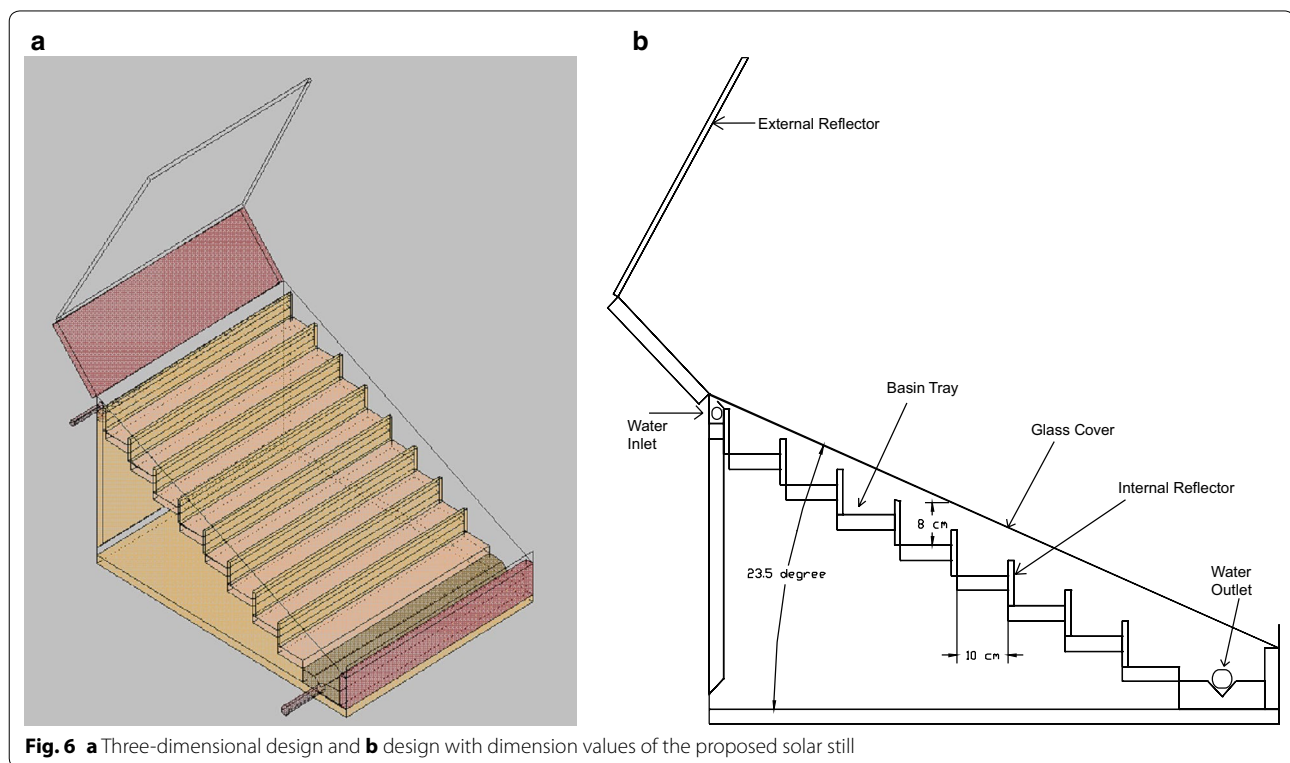 a
b
External Reflector
Basin Tray
Water
Inlet
Glass Cover
Internal Reflector
8 cm
23.5 degree
Water
Outlet
10 cm
Fig. 6 a Three-dimensional design and b design with dimension values of the proposed solar still